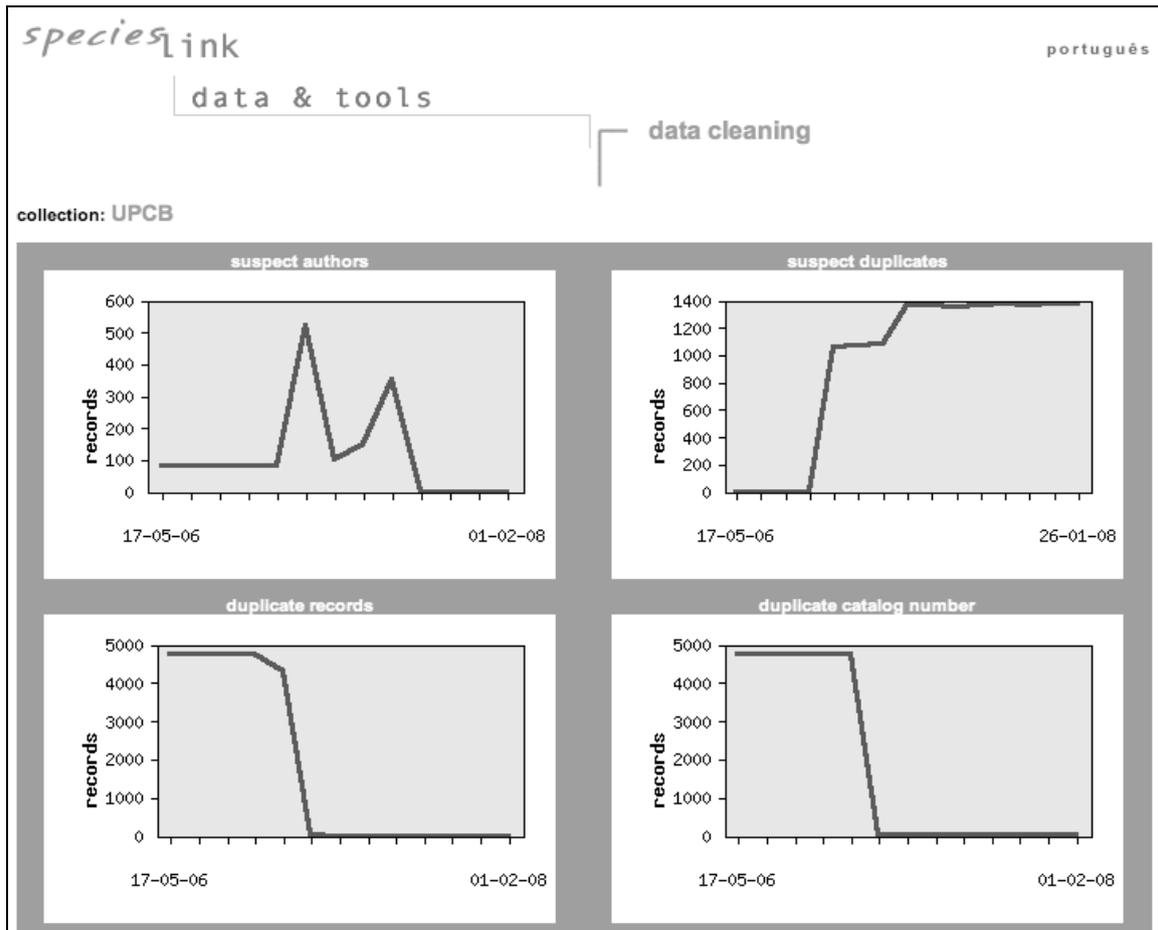 specieslink
português
data & tools
data cleaning
collection: UPCB
suspect authors
600
500
400
300
200
100
0
records
17-05-06 01-02-08
suspect duplicates
1400
1200
1000
800
600
400
200
0
records
17-05-06 26-01-08
duplicate records
5000
4000
3000
2000
1000
0
records
17-05-06 01-02-08
duplicate catalog number
5000
4000
3000
2000
1000
0
records
17-05-06 01-02-08